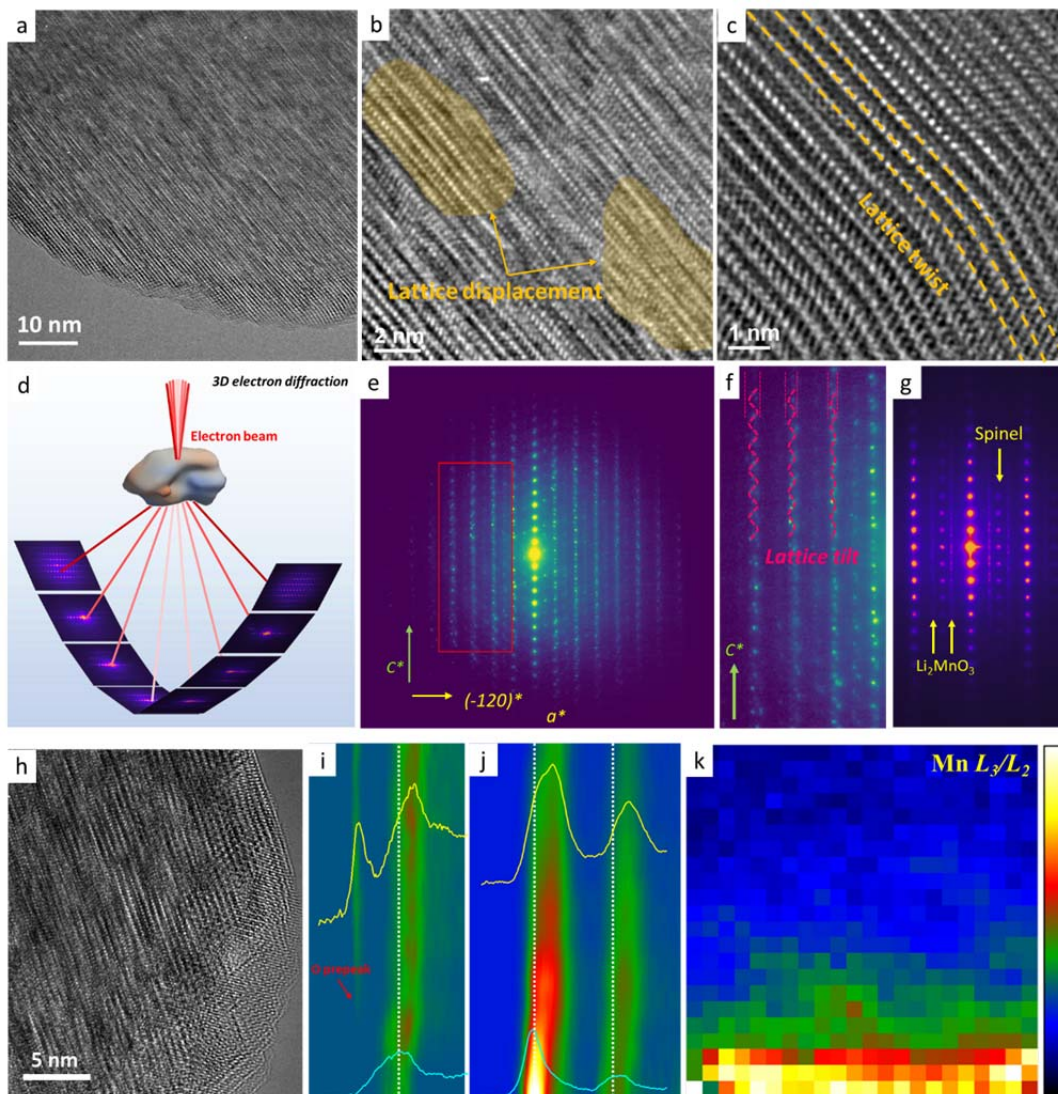 a
10 nm
b
Lattice displacement
2 nm
c
Lattice twist
1 nm
d
3D electron diffraction
Electron beam
e
C*
(-120)*
a*
f
Lattice tilt
C*
g
Spinel
Li₂MnO₃
h
5 nm
i
O prepeak
j
k
Mn L₃/L₂